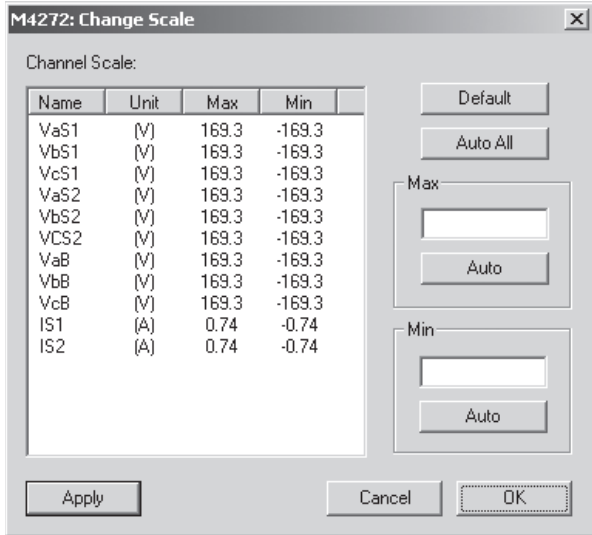 M4272: Change Scale
Channel Scale:
Name Unit Max Min
VaS1 (V) 169.3 -169.3
VbS1 (V) 169.3 -169.3
VcS1 (V) 169.3 -169.3
VaS2 (V) 169.3 -169.3
VbS2 (V) 169.3 -169.3
VCS2 (V) 169.3 -169.3
VaB (V) 169.3 -169.3
VbB (V) 169.3 -169.3
VcB (V) 169.3 -169.3
IS1 (A) 0.74 -0.74
IS2 (A) 0.74 -0.74
Default
Auto All
Max
Auto
Min
Auto
Apply
Cancel
OK